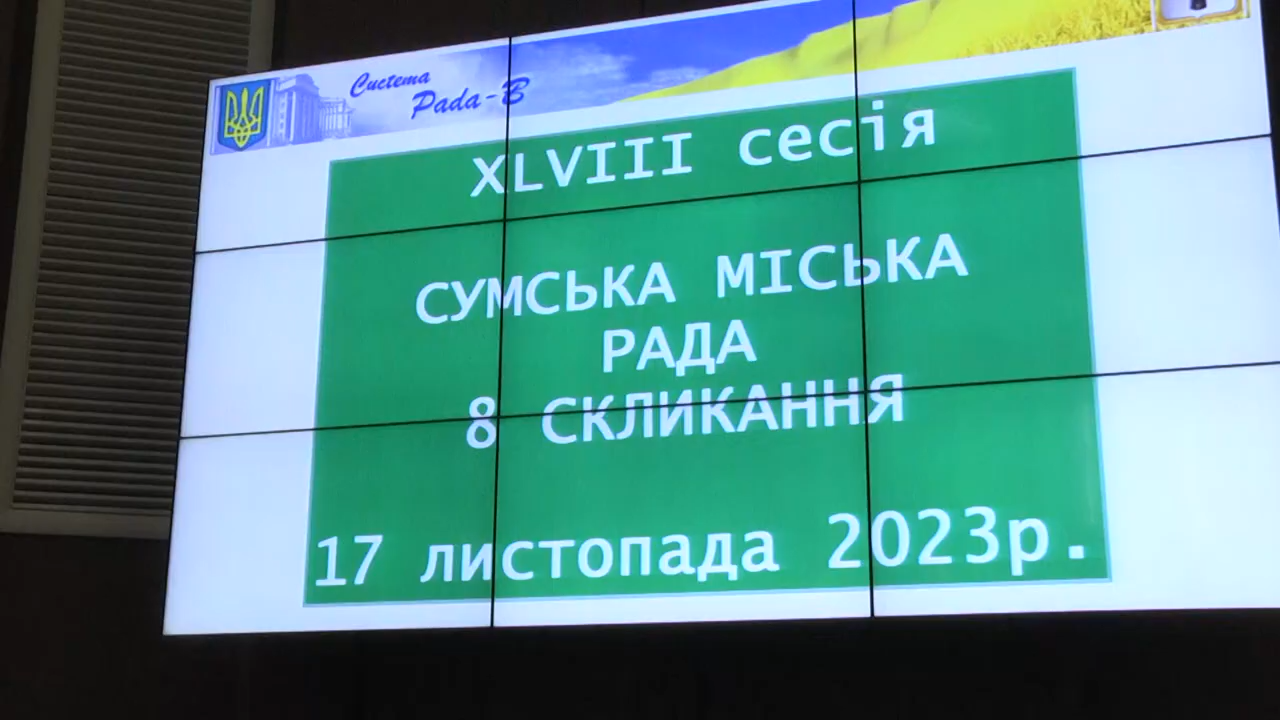 Система
Рада-В
XLVIII сесія
СУМСЬКА МІСЬКА
РАДА
8 СКЛИКАННЯ
17 листопада 2023р.